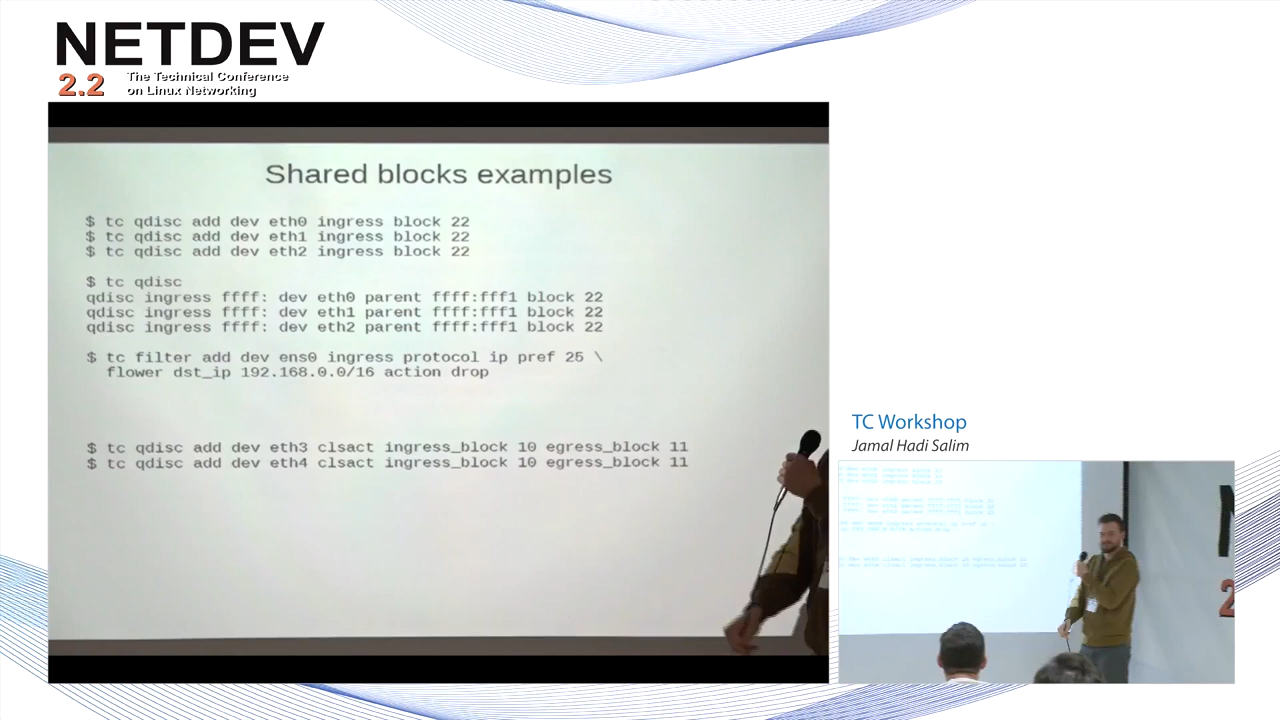 NETDEV
2.2 The Technical Conference
on Linux Networking
Shared blocks examples
$ tc qdisc add dev eth0 ingress block 22
$ tc qdisc add dev eth1 ingress block 22
$ tc qdisc add dev eth2 ingress block 22
$ tc qdisc
qdisc ingress ffff: dev eth0 parent ffff:fff1 block 22
qdisc ingress ffff: dev eth1 parent ffff:fff1 block 22
qdisc ingress ffff: dev eth2 parent ffff:fff1 block 22
$ tc filter add dev ens0 ingress protocol ip pref 25 \
flower dst_ip 192.168.0.0/16 action drop
$ tc qdisc add dev eth3 clsact ingress_block 10 egress_block 11
$ tc qdisc add dev eth4 clsact ingress_block 10 egress_block 11
TC Workshop
Jamal Hadi Salim